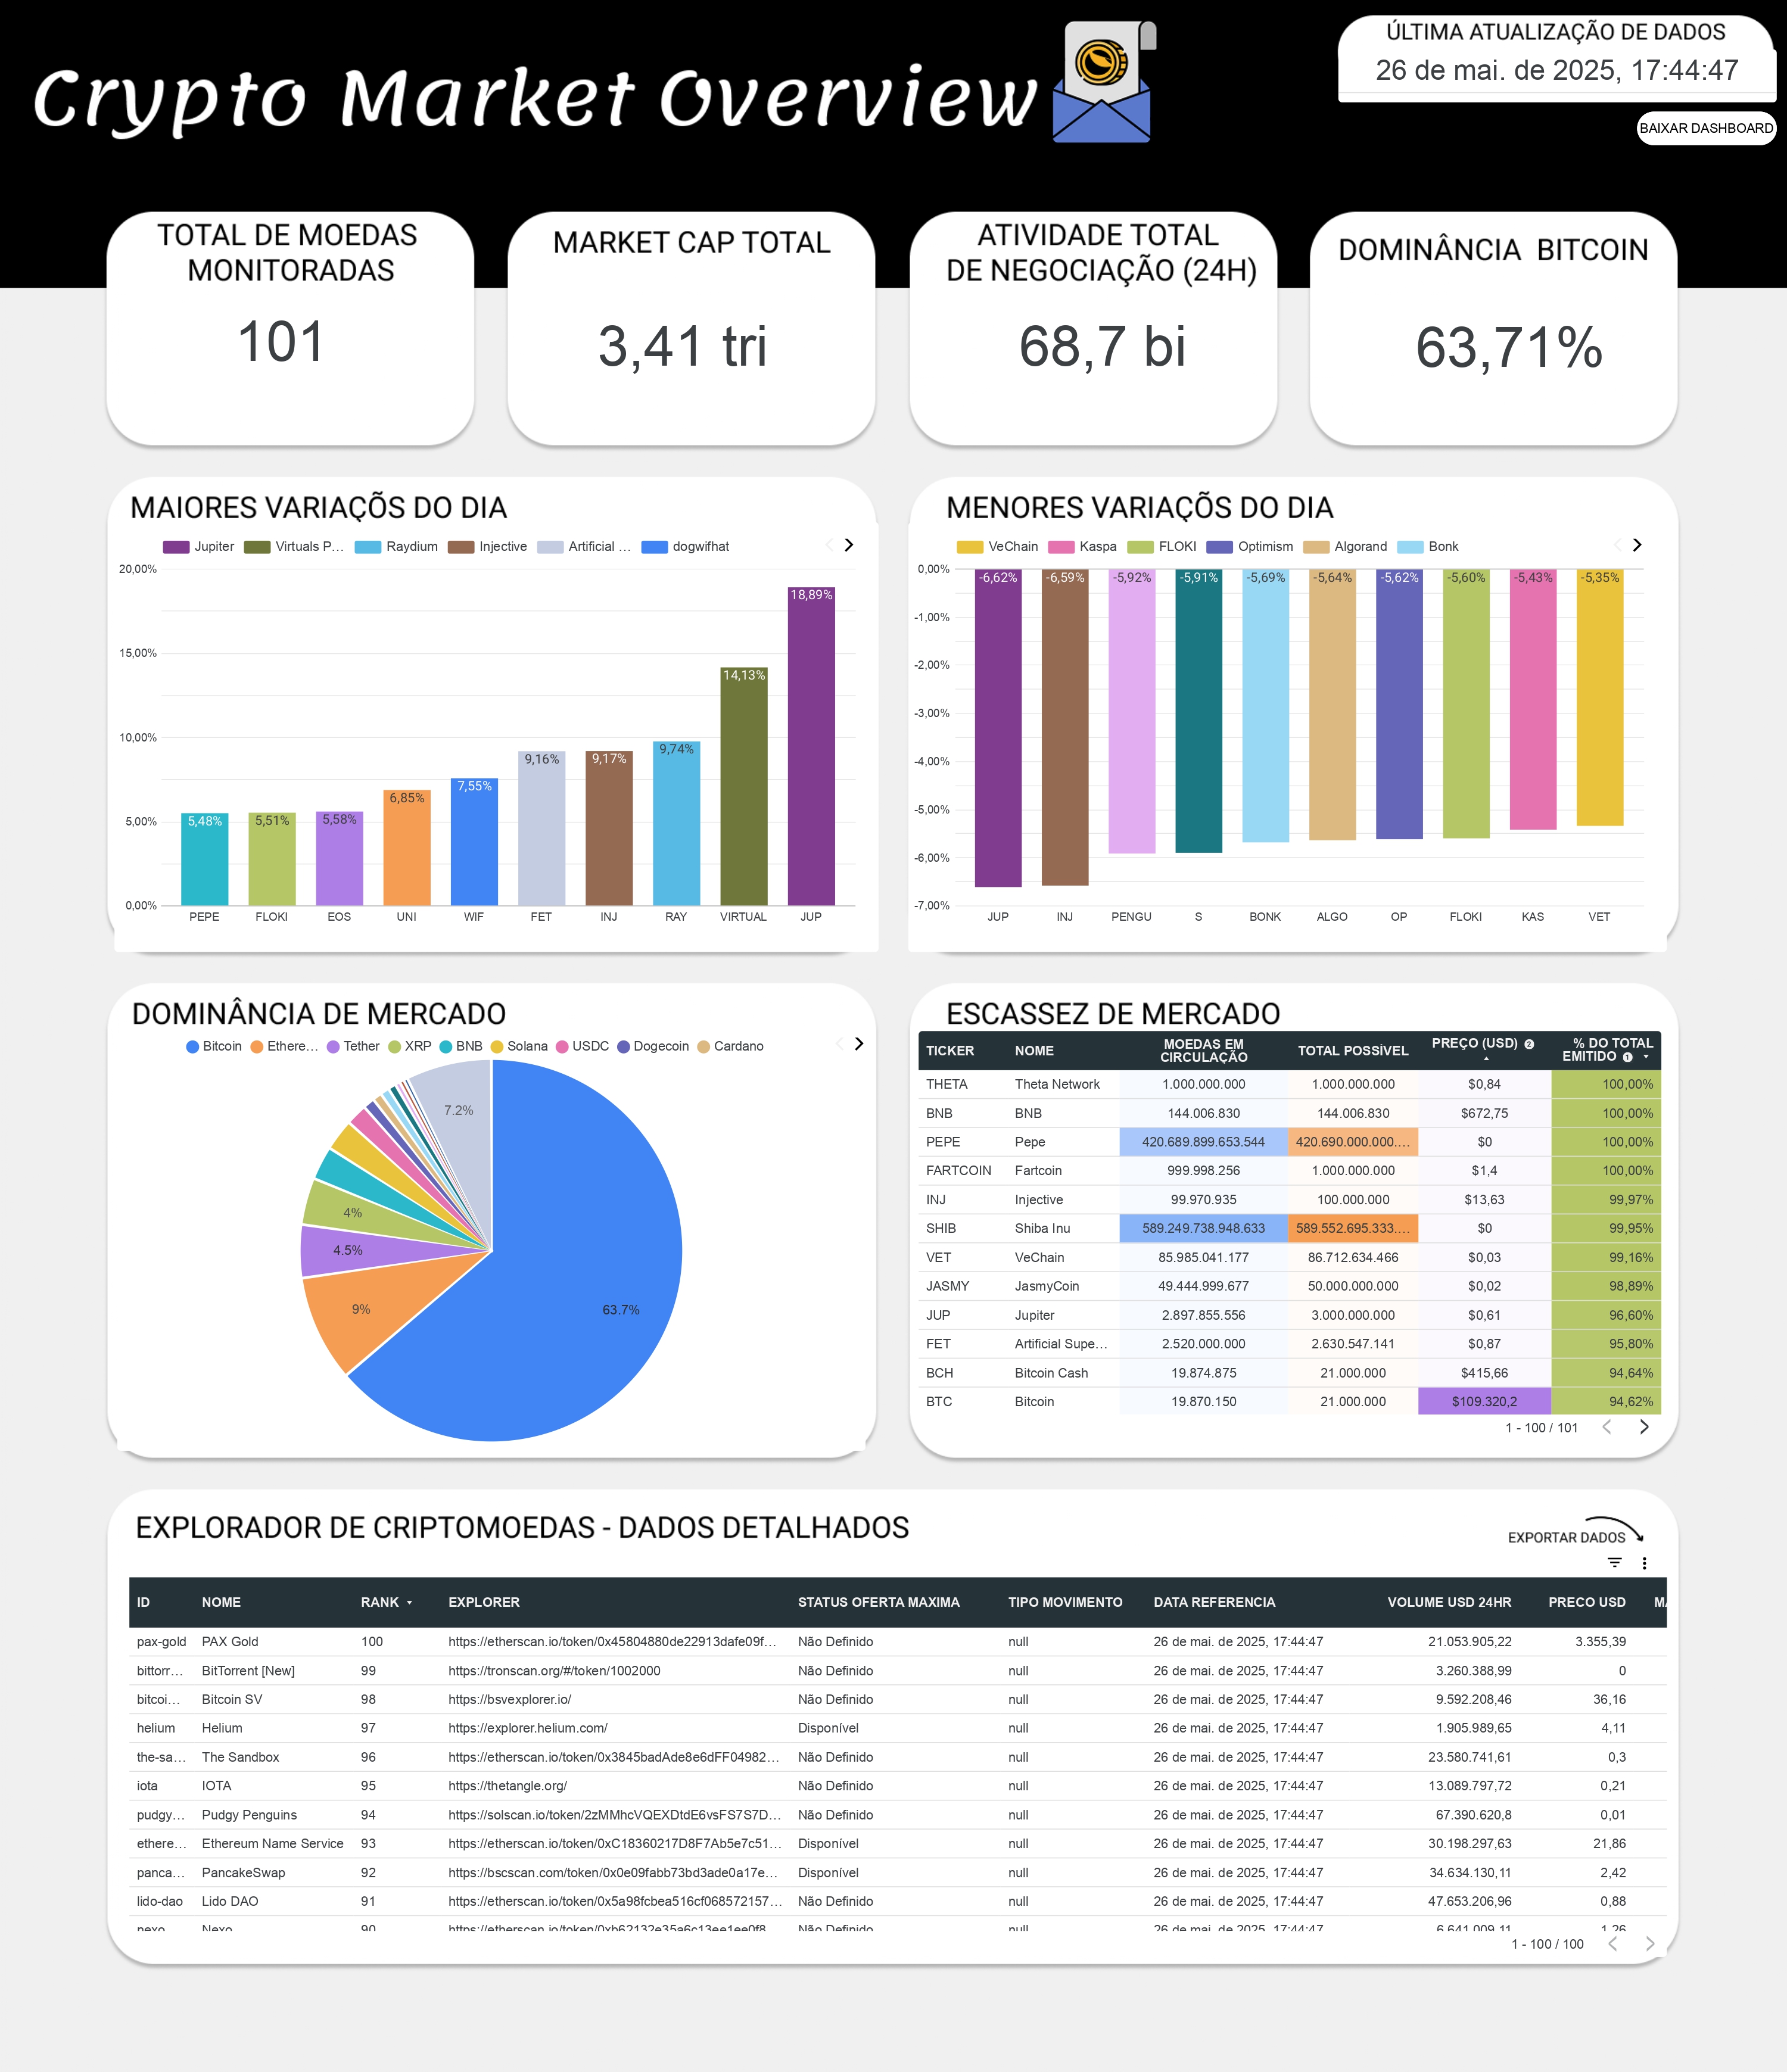 Crypto Market Overview
ÚLTIMA ATUALIZAÇÃO DE DADOS
26 de mai. de 2025, 17:44:47
BAIXAR DASHBOARD
TOTAL DE MOEDAS
MONITORADAS
101
MARKET CAP TOTAL
3,41 tri
ATIVIDADE TOTAL
DE NEGOCIAÇÃO (24H)
68,7 bi
DOMINÂNCIA BITCOIN
63,71%
MAIORES VARIAÇÕS DO DIA
Jupiter Virtuals P... Raydium Injective Artificial ... dogwifhat
20,00%
15,00%
10,00%
5,00%
0,00%
5,48% 5,51% 5,58% 6,85% 7,55% 9,16% 9,17% 9,74% 14,13% 18,89%
PEPE FLOKI EOS UNI WIF FET INJ RAY VIRTUAL JUP
MENORES VARIAÇÕS DO DIA
VeChain Kaspa FLOKI Optimism Algorand Bonk
0,00%
-1,00%
-2,00%
-3,00%
-4,00%
-5,00%
-6,00%
-7,00%
-6,62% -6,59% -5,92% -5,91% -5,69% -5,64% -5,62% -5,60% -5,43% -5,35%
JUP INJ PENGU S BONK ALGO OP FLOKI KAS VET
DOMINÂNCIA DE MERCADO
Bitcoin Ethere... Tether XRP BNB Solana USDC Dogecoin Cardano
7.2%
4%
4.5%
9%
63.7%
ESCASSEZ DE MERCADO
TICKER NOME MOEDAS EM CIRCULAÇÃO TOTAL POSSÍVEL PREÇO (USD) 2 % DO TOTAL EMITIDO 1
THETA Theta Network 1.000.000.000 1.000.000.000 $0,84 100,00%
BNB BNB 144.006.830 144.006.830 $672,75 100,00%
PEPE Pepe 420.689.899.653.544 420.690.000.000.... $0 100,00%
FARTCOIN Fartcoin 999.998.256 1.000.000.000 $1,4 100,00%
INJ Injective 99.970.935 100.000.000 $13,63 99,97%
SHIB Shiba Inu 589.249.738.948.633 589.552.695.333.... $0 99,95%
VET VeChain 85.985.041.177 86.712.634.466 $0,03 99,16%
JASMY JasmyCoin 49.444.999.677 50.000.000.000 $0,02 98,89%
JUP Jupiter 2.897.855.556 3.000.000.000 $0,61 96,60%
FET Artificial Supe... 2.520.000.000 2.630.547.141 $0,87 95,80%
BCH Bitcoin Cash 19.874.875 21.000.000 $415,66 94,64%
BTC Bitcoin 19.870.150 21.000.000 $109.320,2 94,62%
1 - 100 / 101
EXPLORADOR DE CRIPTOMOEDAS - DADOS DETALHADOS
EXPORTAR DADOS
ID NOME RANK EXPLORER STATUS OFERTA MAXIMA TIPO MOVIMENTO DATA REFERENCIA VOLUME USD 24HR PRECO USD
pax-gold PAX Gold 100 https://etherscan.io/token/0x45804880de22913dafe09f... Não Definido null 26 de mai. de 2025, 17:44:47 21.053.905,22 3.355,39
bittorr... BitTorrent [New] 99 https://tronscan.org/#/token/1002000 Não Definido null 26 de mai. de 2025, 17:44:47 3.260.388,99 0
bitcoi... Bitcoin SV 98 https://bsvexplorer.io/ Não Definido null 26 de mai. de 2025, 17:44:47 9.592.208,46 36,16
helium Helium 97 https://explorer.helium.com/ Disponível null 26 de mai. de 2025, 17:44:47 1.905.989,65 4,11
the-sa... The Sandbox 96 https://etherscan.io/token/0x3845badAde8e6dFF04982... Não Definido null 26 de mai. de 2025, 17:44:47 23.580.741,61 0,3
iota IOTA 95 https://thetangle.org/ Não Definido null 26 de mai. de 2025, 17:44:47 13.089.797,72 0,21
pudgy... Pudgy Penguins 94 https://solscan.io/token/2zMMhcVQEXDtdE6vsFS7S7D... Não Definido null 26 de mai. de 2025, 17:44:47 67.390.620,8 0,01
ethere... Ethereum Name Service 93 https://etherscan.io/token/0xC18360217D8F7Ab5e7c51... Disponível null 26 de mai. de 2025, 17:44:47 30.198.297,63 21,86
panca... PancakeSwap 92 https://bscscan.com/token/0x0e09fabb73bd3ade0a17e... Disponível null 26 de mai. de 2025, 17:44:47 34.634.130,11 2,42
lido-dao Lido DAO 91 https://etherscan.io/token/0x5a98fcbea516cf068572157... Não Definido null 26 de mai. de 2025, 17:44:47 47.653.206,96 0,88
nexo Nexo 90 Não Definido null 26 de mai. de 2025, 17:44:47 6.641.009,11 1,26
1 - 100 / 100